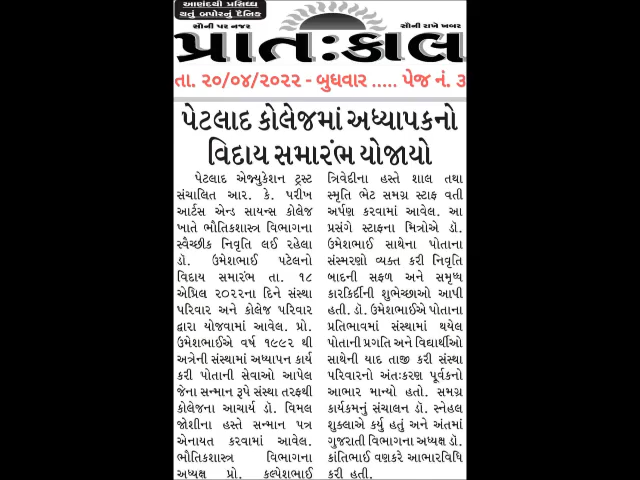 આણંદથી પ્રસિધ્ધ
થતું બપોરનું દૈનિક
સૌની પર નજર
સૌની રાખે ખબર
પ્રાતઃકાલ
તા. ૨૦/૦૪/૨૦૨૨ - બુધવાર ..... પેજ નં. ૩
પેટલાદ કોલેજમાં અધ્યાપકનો
વિદાય સમારંભ યોજાયો
પેટલાદ એજ્યુકેશન ટ્રસ્ટ
સંચાલિત આર. કે. પરીખ
આર્ટસ એન્ડ સાયન્સ કોલેજ
ખાતે ભૌતિકશાસ્ત્ર વિભાગના
સ્વૈચ્છીક નિવૃતિ લઈ રહેલા
ડો. ઉમેશભાઈ પટેલનો
વિદાય સમારંભ તા. ૧૮
એપ્રિલ ૨૦૨૨ના દિને સંસ્થા
પરિવાર અને કોલેજ પરિવાર
દ્વારા યોજવામાં આવેલ. પ્રો.
ઉમેશભાઈએ વર્ષ ૧૯૯૨ થી
અત્રેની સંસ્થામાં અધ્યાપન કાર્ય
કરી પોતાની સેવાઓ આપેલ
જેના સન્માન રૂપે સંસ્થા તરફથી
કોલેજના આચાર્ય ડૉ. વિમલ
જોશીના હસ્તે સન્માન પત્ર
એનાયત કરવામાં આવેલ.
ભૌતિકશાસ્ત્ર વિભાગના
અધ્યક્ષ પ્રો. કલ્પેશભાઈ
ત્રિવેદીના હસ્તે શાલ તથા
સ્મૃતિ ભેટ સમગ્ર સ્ટાફ વતી
અર્પણ કરવામાં આવેલ. આ
પ્રસંગે સ્ટાફના મિત્રોએ ડૉ.
ઉમેશભાઈ સાથેના પોતાના
સંસ્મરણો વ્યક્ત કરી નિવૃતિ
બાદની સફળ અને સમૃધ્ધ
કારકિર્દીની શુભેચ્છાઓ આપી
હતી. ડૉ. ઉમેશભાઈએ પોતાના
પ્રતિભાવમાં સંસ્થામાં થયેલ
પોતાની પ્રગતિ અને વિદ્યાર્થીઓ
સાથેની યાદ તાજી કરી સંસ્થા
પરિવારનો અંતઃકરણ પૂર્વકનો
આભાર માન્યો હતો. સમગ્ર
કાર્યક્રમનું સંચાલન ડૉ. સ્નેહલ
શુક્લાએ કર્યુ હતું અને અંતમાં
ગુજરાતી વિભાગના અધ્યક્ષ ડૉ.
કાંતિભાઈ વણકરે આભારવિધિ
કરી હતી.